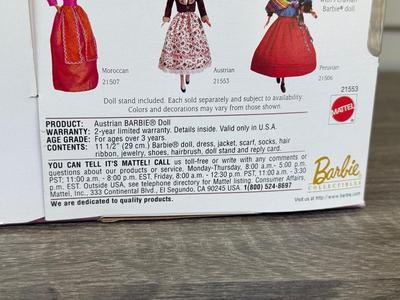 with Peruvian
Barbie® doll
Moroccan
21507
Austrian
21553
Peruvian
21506
Doll stand included. Each sold separately and subject to availability.
Colors and decorations may vary from those shown.
21553
MATTEL
PRODUCT: Austrian BARBIE® Doll
WARRANTY: 2-year limited warranty. Details inside. Valid only in U.S.A.
AGE GRADE: For ages over 3 years.
CONTENTS: 11 1/2" (29 cm.) Barbie® doll, dress, jacket, scarf, socks, hair
ribbon, jewelry, shoes, hairbrush, doll stand and reply card.
YOU CAN TELL IT'S MATTEL! CALL us toll-free or write with any comments or
questions about our products or service. Monday-Thursday, 8:00 a.m. - 5:00 p.m.
PST; 11:00 a.m. - 8:00 p.m. EST. Friday, 8:00 a.m. - 12:30 p.m. PST; 11:00 a.m. - 3:30
p.m. EST. Outside USA, see telephone directory for Mattel listing. Consumer Affairs,
Mattel, Inc., 333 Continental Blvd., El Segundo, CA 90245 USA. 1(800) 524-8697
We are dedicated to quality products.
Barbie
COLLECTIBLES
Visit us at http://www.barbie.com